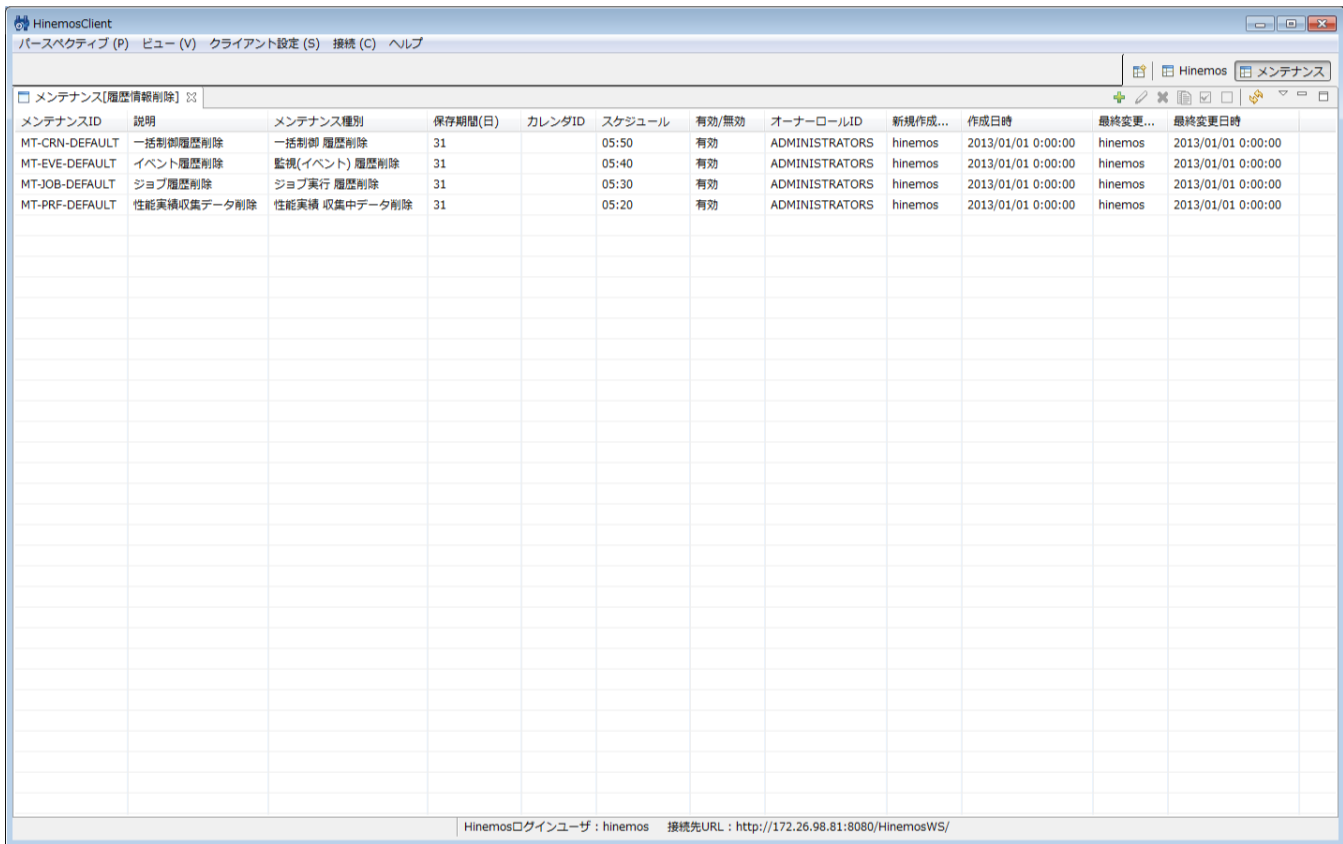 HinemosClient
パースペクティブ (P) ビュー (V) クライアント設定 (S) 接続 (C) ヘルプ
Hinemos メンテナンス
メンテナンス[履歴情報削除]
メンテナンスID 説明 メンテナンス種別 保存期間(日) カレンダID スケジュール 有効/無効 オーナーロールID 新規作成... 作成日時 最終変更... 最終変更日時
MT-CRN-DEFAULT 一括制御履歴削除 一括制御 履歴削除 31 05:50 有効 ADMINISTRATORS hinemos 2013/01/01 0:00:00 hinemos 2013/01/01 0:00:00
MT-EVE-DEFAULT イベント履歴削除 監視(イベント) 履歴削除 31 05:40 有効 ADMINISTRATORS hinemos 2013/01/01 0:00:00 hinemos 2013/01/01 0:00:00
MT-JOB-DEFAULT ジョブ履歴削除 ジョブ実行 履歴削除 31 05:30 有効 ADMINISTRATORS hinemos 2013/01/01 0:00:00 hinemos 2013/01/01 0:00:00
MT-PRF-DEFAULT 性能実績収集データ削除 性能実績 収集中データ削除 31 05:20 有効 ADMINISTRATORS hinemos 2013/01/01 0:00:00 hinemos 2013/01/01 0:00:00
Hinemosログインユーザ : hinemos 接続先URL : http://172.26.98.81:8080/HinemosWS/